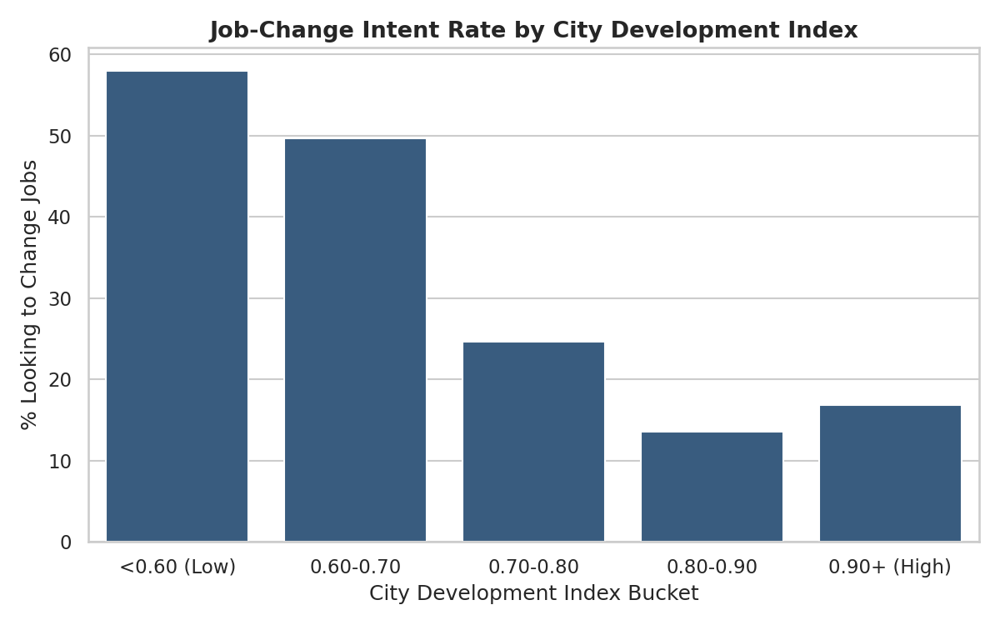 Job-Change Intent Rate by City Development Index
% Looking to Change Jobs
60
50
40
30
20
10
0
<0.60 (Low) 0.60-0.70 0.70-0.80 0.80-0.90 0.90+ (High)
City Development Index Bucket